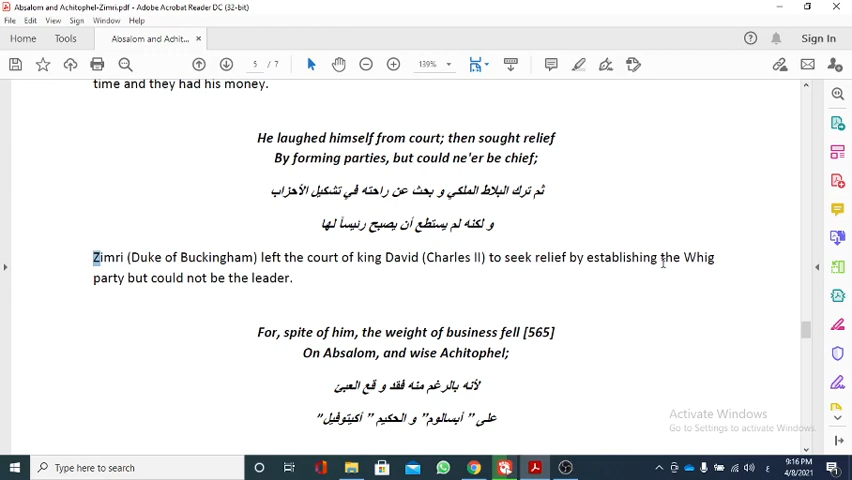 Absalom and Achitophel-Zimri.pdf - Adobe Acrobat Reader DC (32-bit)
File Edit View Sign Window Help
Home Tools Absalom and Achit... × Sign In
5 / 7 139%
time and they had his money.
He laughed himself from court; then sought relief
By forming parties, but could ne'er be chief;
ثم ترك البلاط الملكي و بحث عن راحته في تشكيل الأحزاب
و لكنه لم يستطع أن يصبح رئيساً لها
Zimri (Duke of Buckingham) left the court of king David (Charles II) to seek relief by establishing the Whig
party but could not be the leader.
For, spite of him, the weight of business fell [565]
On Absalom, and wise Achitophel;
لأنه بالرغم منه فقد و قع العبئ
على ” أبسالوم” و الحكيم ” أكيتوفيل”
Activate Windows
Go to Settings to activate Windows.
Type here to search
9:16 PM
4/8/2021